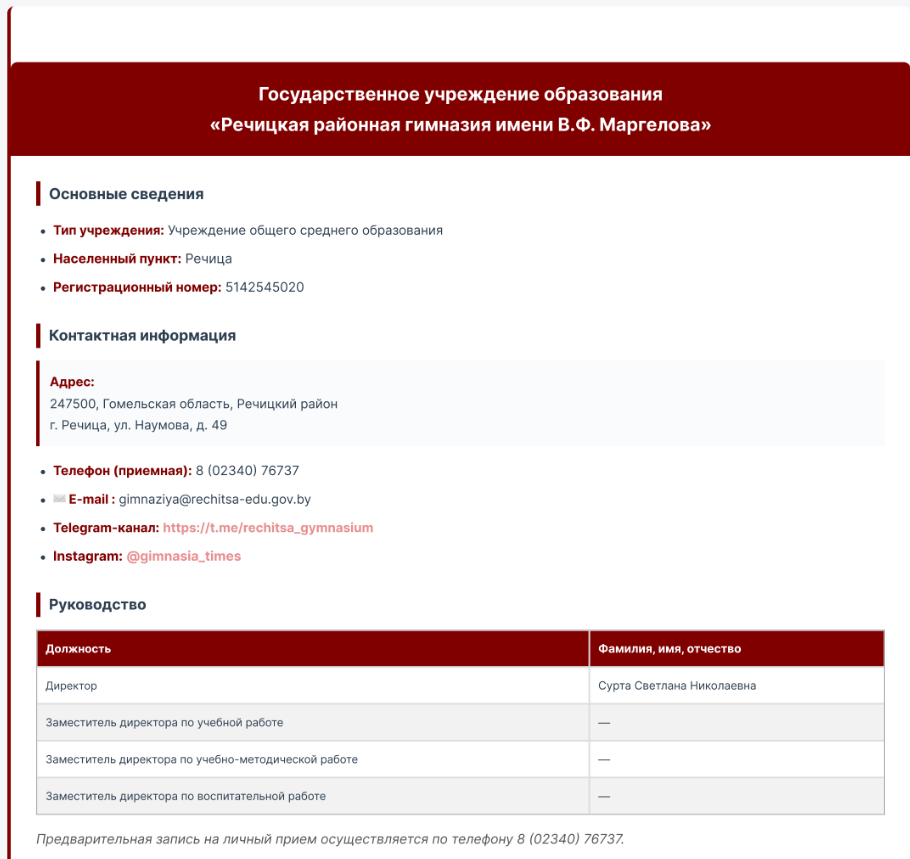 Государственное учреждение образования
«Речицкая районная гимназия имени В.Ф. Маргелова»
Основные сведения
Тип учреждения: Учреждение общего среднего образования
Населенный пункт: Речица
Регистрационный номер: 5142545020
Контактная информация
Адрес:
247500, Гомельская область, Речицкий район
г. Речица, ул. Наумова, д. 49
Телефон (приемная): 8 (02340) 76737
E-mail : gimnaziya@rechitsa-edu.gov.by
Telegram-канал: https://t.me/rechitsa_gymnasium
Instagram: @gimnasia_times
Руководство
Должность Фамилия, имя, отчество
Директор Сурта Светлана Николаевна
Заместитель директора по учебной работе —
Заместитель директора по учебно-методической работе —
Заместитель директора по воспитательной работе —
Предварительная запись на личный прием осуществляется по телефону 8 (02340) 76737.